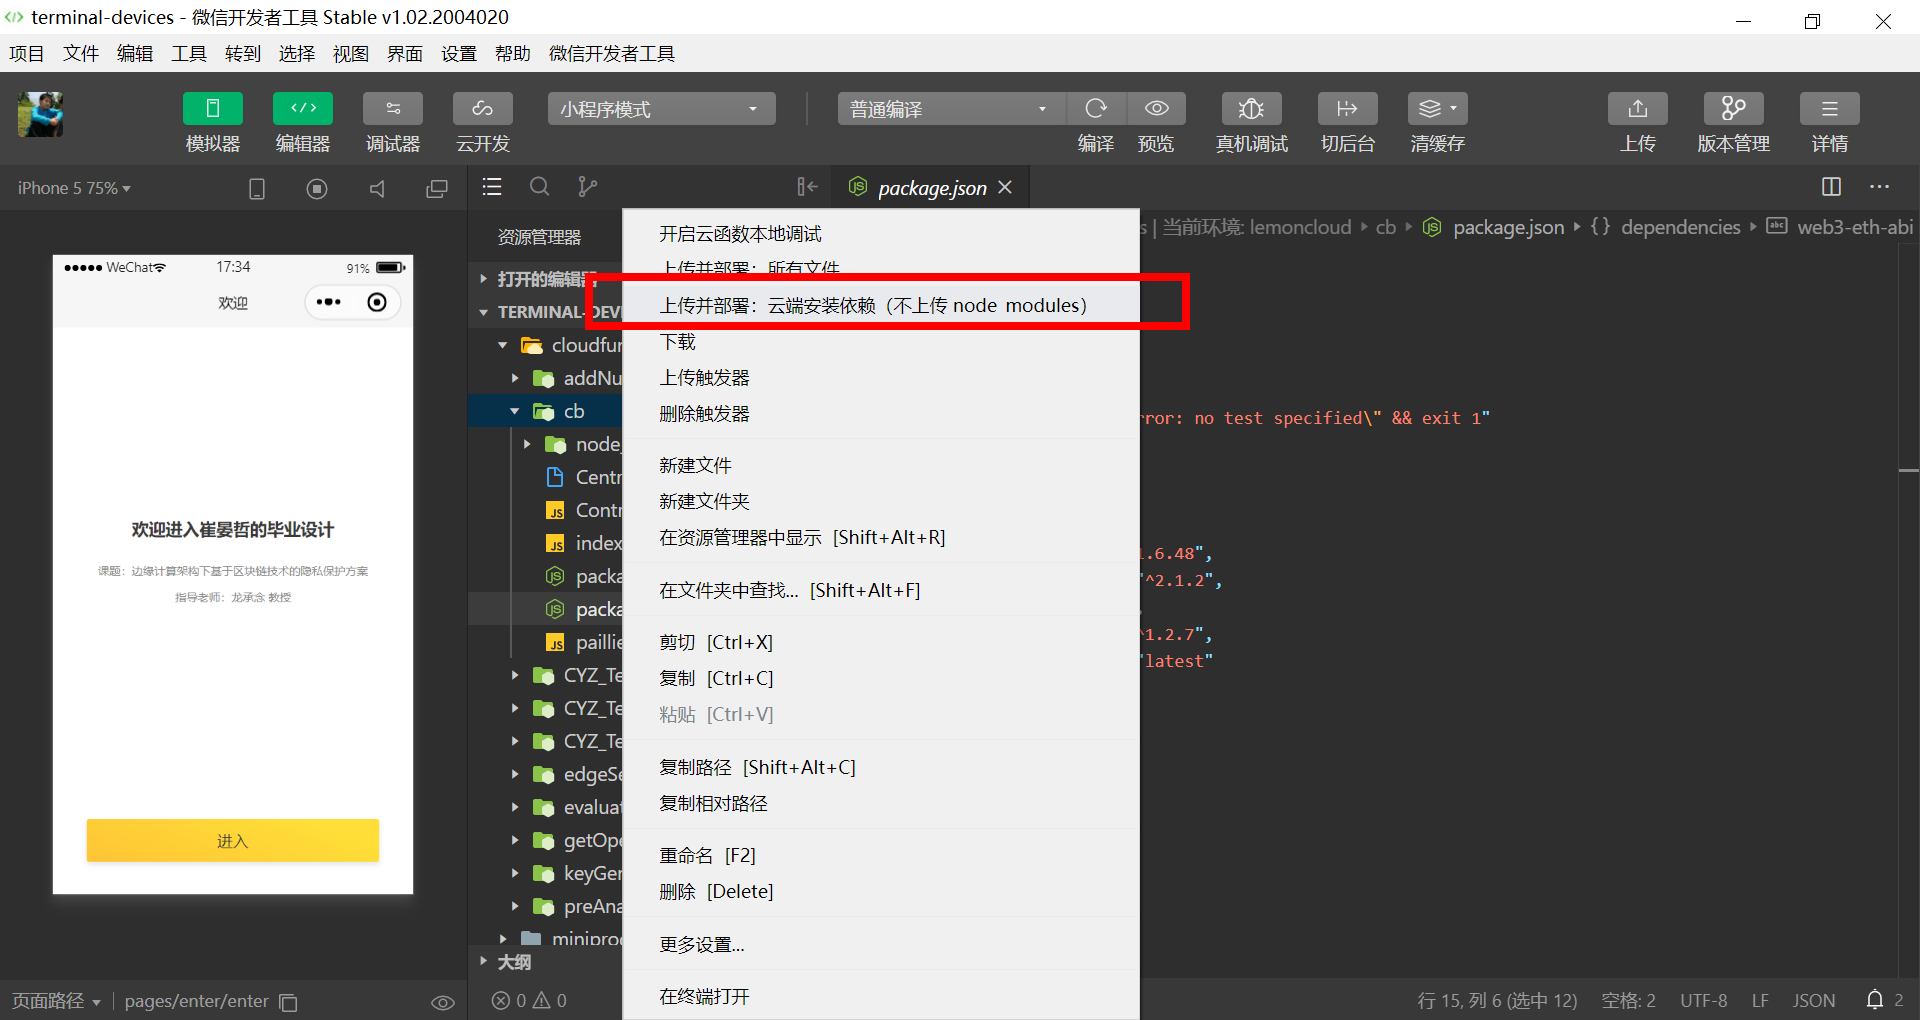 terminal-devices - 微信开发者工具 Stable v1.02.2004020
项目 文件 编辑 工具 转到 选择 视图 界面 设置 帮助 微信开发者工具
小程序模式 普通编译
模拟器 编辑器 调试器 云开发 编译 预览 真机调试 切后台 清缓存 上传 版本管理 详情
iPhone 5 75%
package.json
资源管理器
当前环境: lemoncloud cb package.json {} dependencies web3-eth-abi
打开的编辑器
TERMINAL-DEV
cloudfur
addNu
cb
node_
Centr
Contr
index
packa
packa
paillie
CYZ_Te
CYZ_Te
CYZ_Te
edgeSe
evaluat
getOpe
keyGer
preAna
miniprog
大纲
WeChat 17:34 91%
欢迎
欢迎进入崔晏哲的毕业设计
课题：边缘计算架构下基于区块链技术的隐私保护方案
指导老师：龙承念 教授
进入
开启云函数本地调试
上传并部署：所有文件
上传并部署：云端安装依赖（不上传 node_modules）
下载
上传触发器
删除触发器
新建文件
新建文件夹
在资源管理器中显示 [Shift+Alt+R]
在文件夹中查找... [Shift+Alt+F]
剪切 [Ctrl+X]
复制 [Ctrl+C]
粘贴 [Ctrl+V]
复制路径 [Shift+Alt+C]
复制相对路径
重命名 [F2]
删除 [Delete]
更多设置...
在终端打开
rror: no test specified\" && exit 1"
1.6.48",
"^2.1.2",
^1.2.7",
"latest"
页面路径 pages/enter/enter
0 0
行 15, 列 6 (选中 12) 空格: 2 UTF-8 LF JSON 2